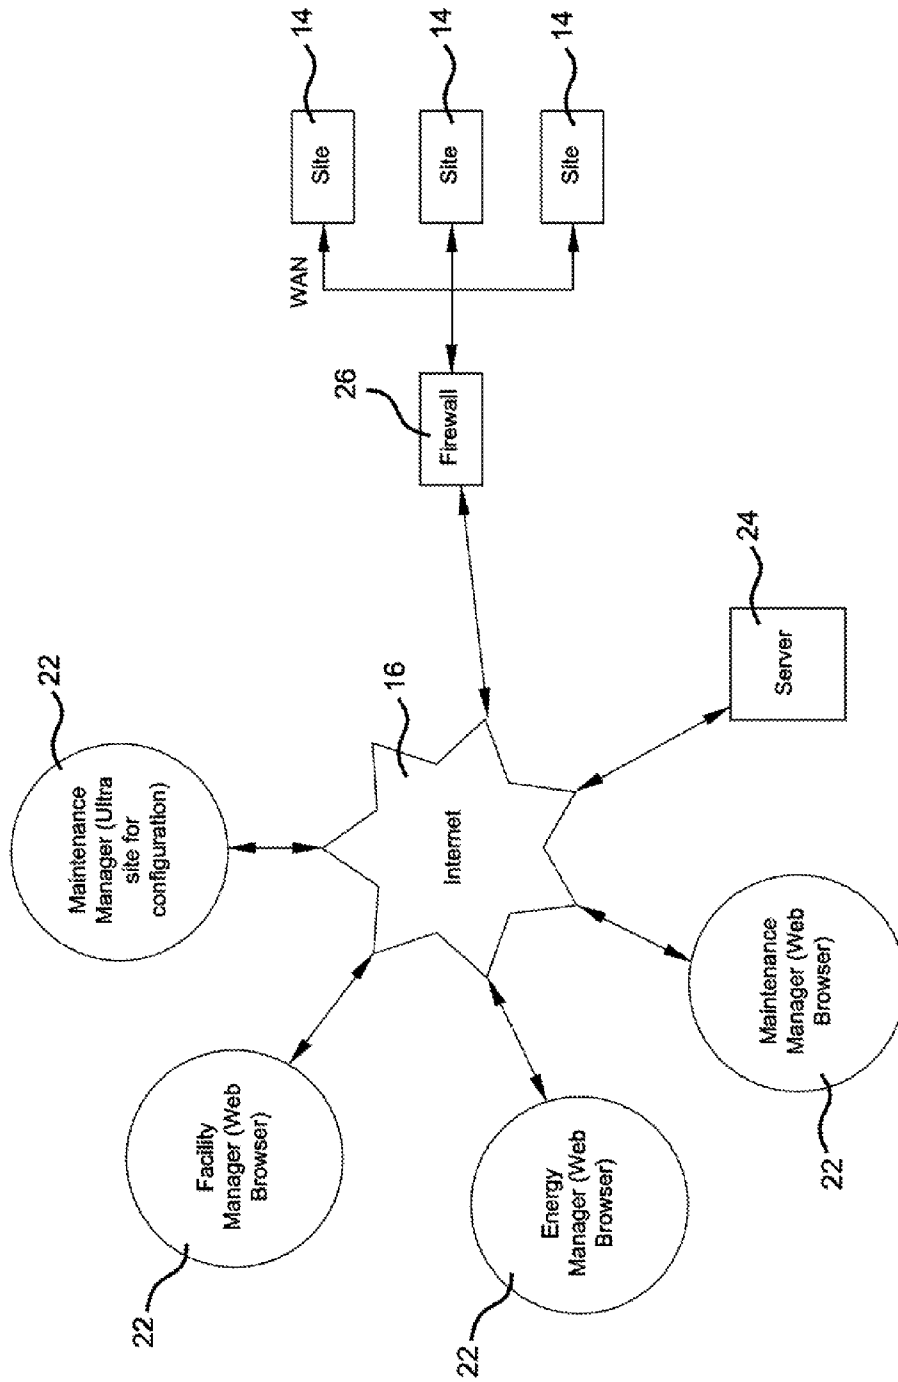 22
Maintenance
Manager (Ultra
site for
configuration)
22
Facility
Manager (Web
Browser)
22
Energy
Manager (Web
Browser)
22
Maintenance
Manager (Web
Browser)
16
Internet
24
Server
26
Firewall
WAN
14
Site
14
Site
14
Site